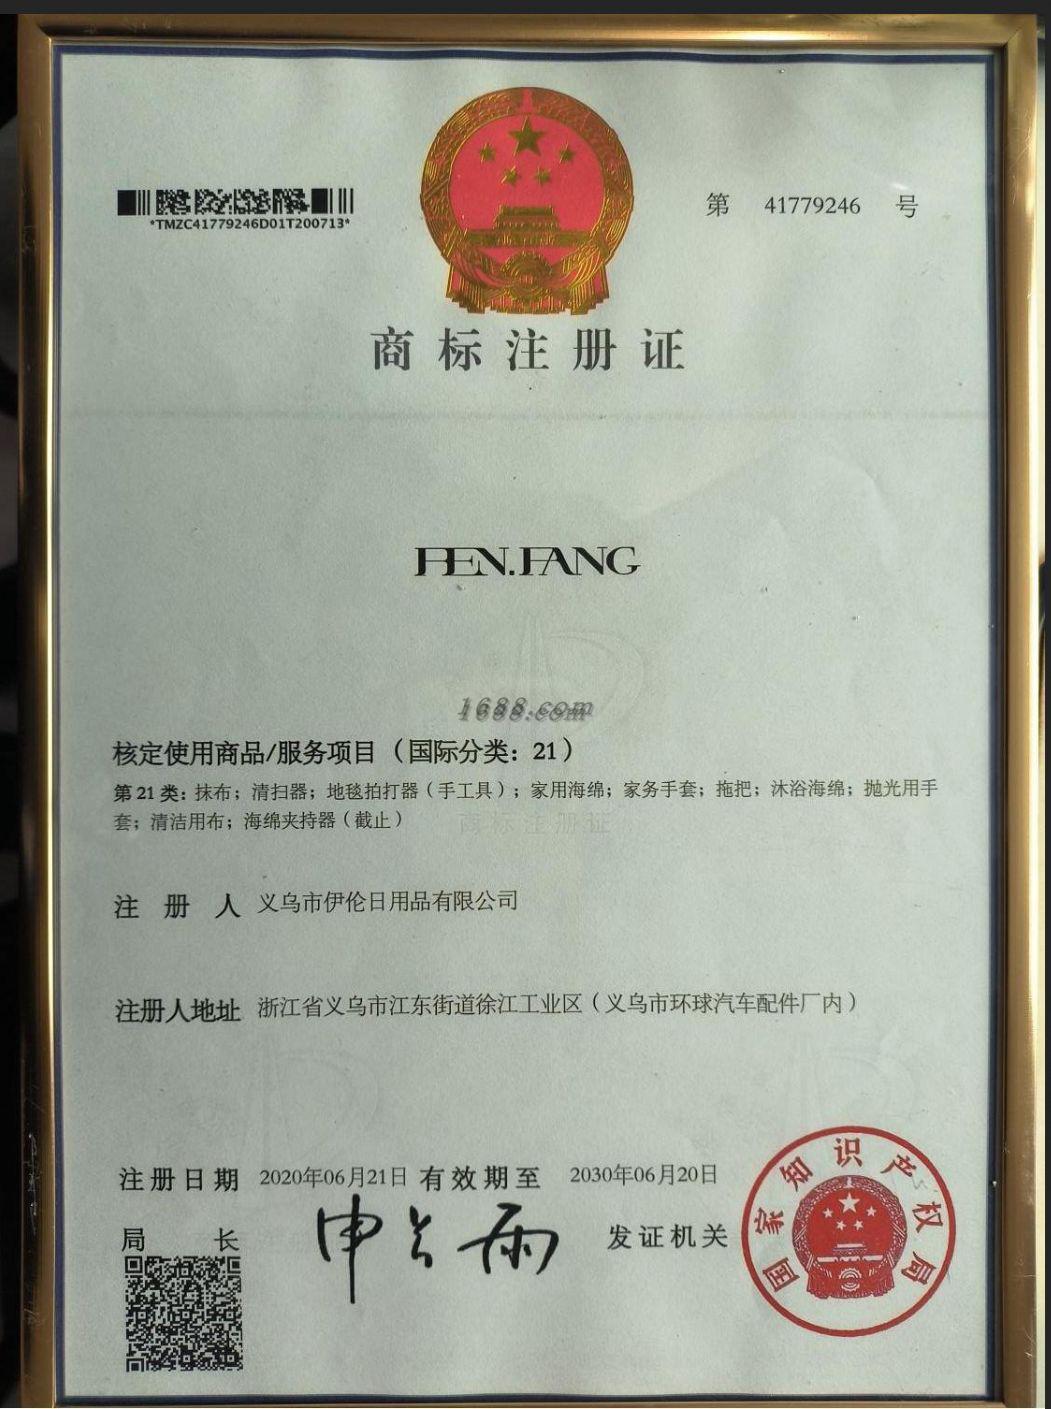 *TMZC41779246D01T200713*
第 41779246 号
商标注册证
FEN.FANG
1688.com
核定使用商品/服务项目（国际分类：21）
第21类：抹布；清扫器；地毯拍打器（手工具）；家用海绵；家务手套；拖把；沐浴海绵；抛光用手
套；清洁用布；海绵夹持器（截止）
商标注册证
注册人 义乌市伊伦日用品有限公司
注册人地址 浙江省义乌市江东街道徐江工业区（义乌市环球汽车配件厂内）
注册日期 2020年06月21日 有效期至 2030年06月20日
局长 申长雨 发证机关
国家知识产权局